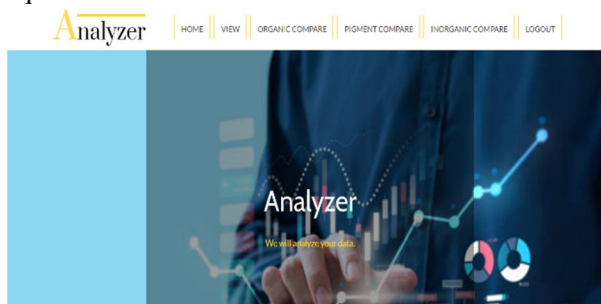 Analyzer
HOME VIEW ORGANIC COMPARE PIGMENT COMPARE INORGANIC COMPARE LOGOUT
Analyzer
We will analyze your data.